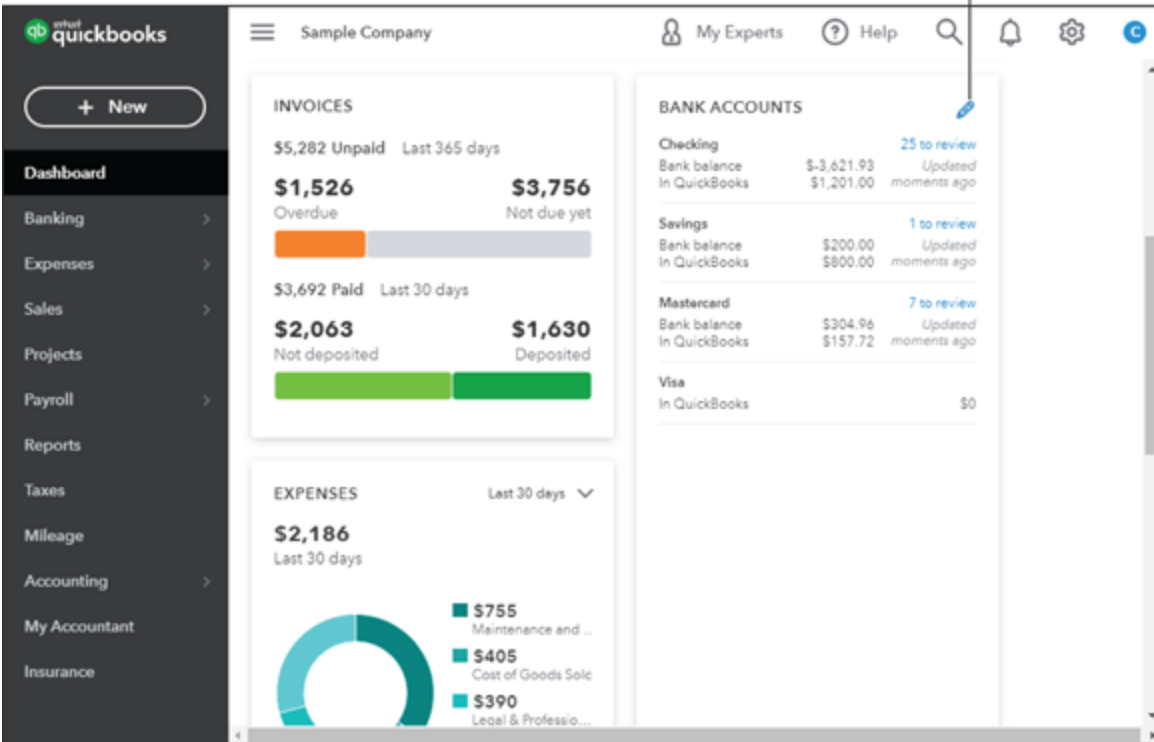 qb intuit quickbooks
Sample Company
My Experts
? Help
C
+ New
Dashboard
Banking
Expenses
Sales
Projects
Payroll
Reports
Taxes
Mileage
Accounting
My Accountant
Insurance
INVOICES
$5,282 Unpaid Last 365 days
$1,526 $3,756
Overdue Not due yet
$3,692 Paid Last 30 days
$2,063 $1,630
Not deposited Deposited
BANK ACCOUNTS
Checking 25 to review
Bank balance $-3,621.93 Updated
In QuickBooks $1,201.00 moments ago
Savings 1 to review
Bank balance $200.00 Updated
In QuickBooks $800.00 moments ago
Mastercard 7 to review
Bank balance $304.96 Updated
In QuickBooks $157.72 moments ago
Visa
In QuickBooks $0
EXPENSES Last 30 days
$2,186
Last 30 days
$755
Maintenance and ...
$405
Cost of Goods Solc
$390
Legal & Professio...